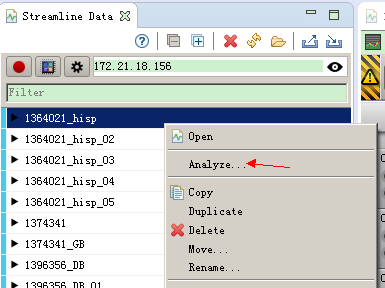 Streamline Data
172.21.18.156
Filter
1364021_hisp
1364021_hisp_02
1364021_hisp_03
1364021_hisp_04
1364021_hisp_05
1374341
1374341_GB
1396356_DB
1396356_DB_01
Open
Analyze...
Copy
Duplicate
Delete
Move...
Rename...